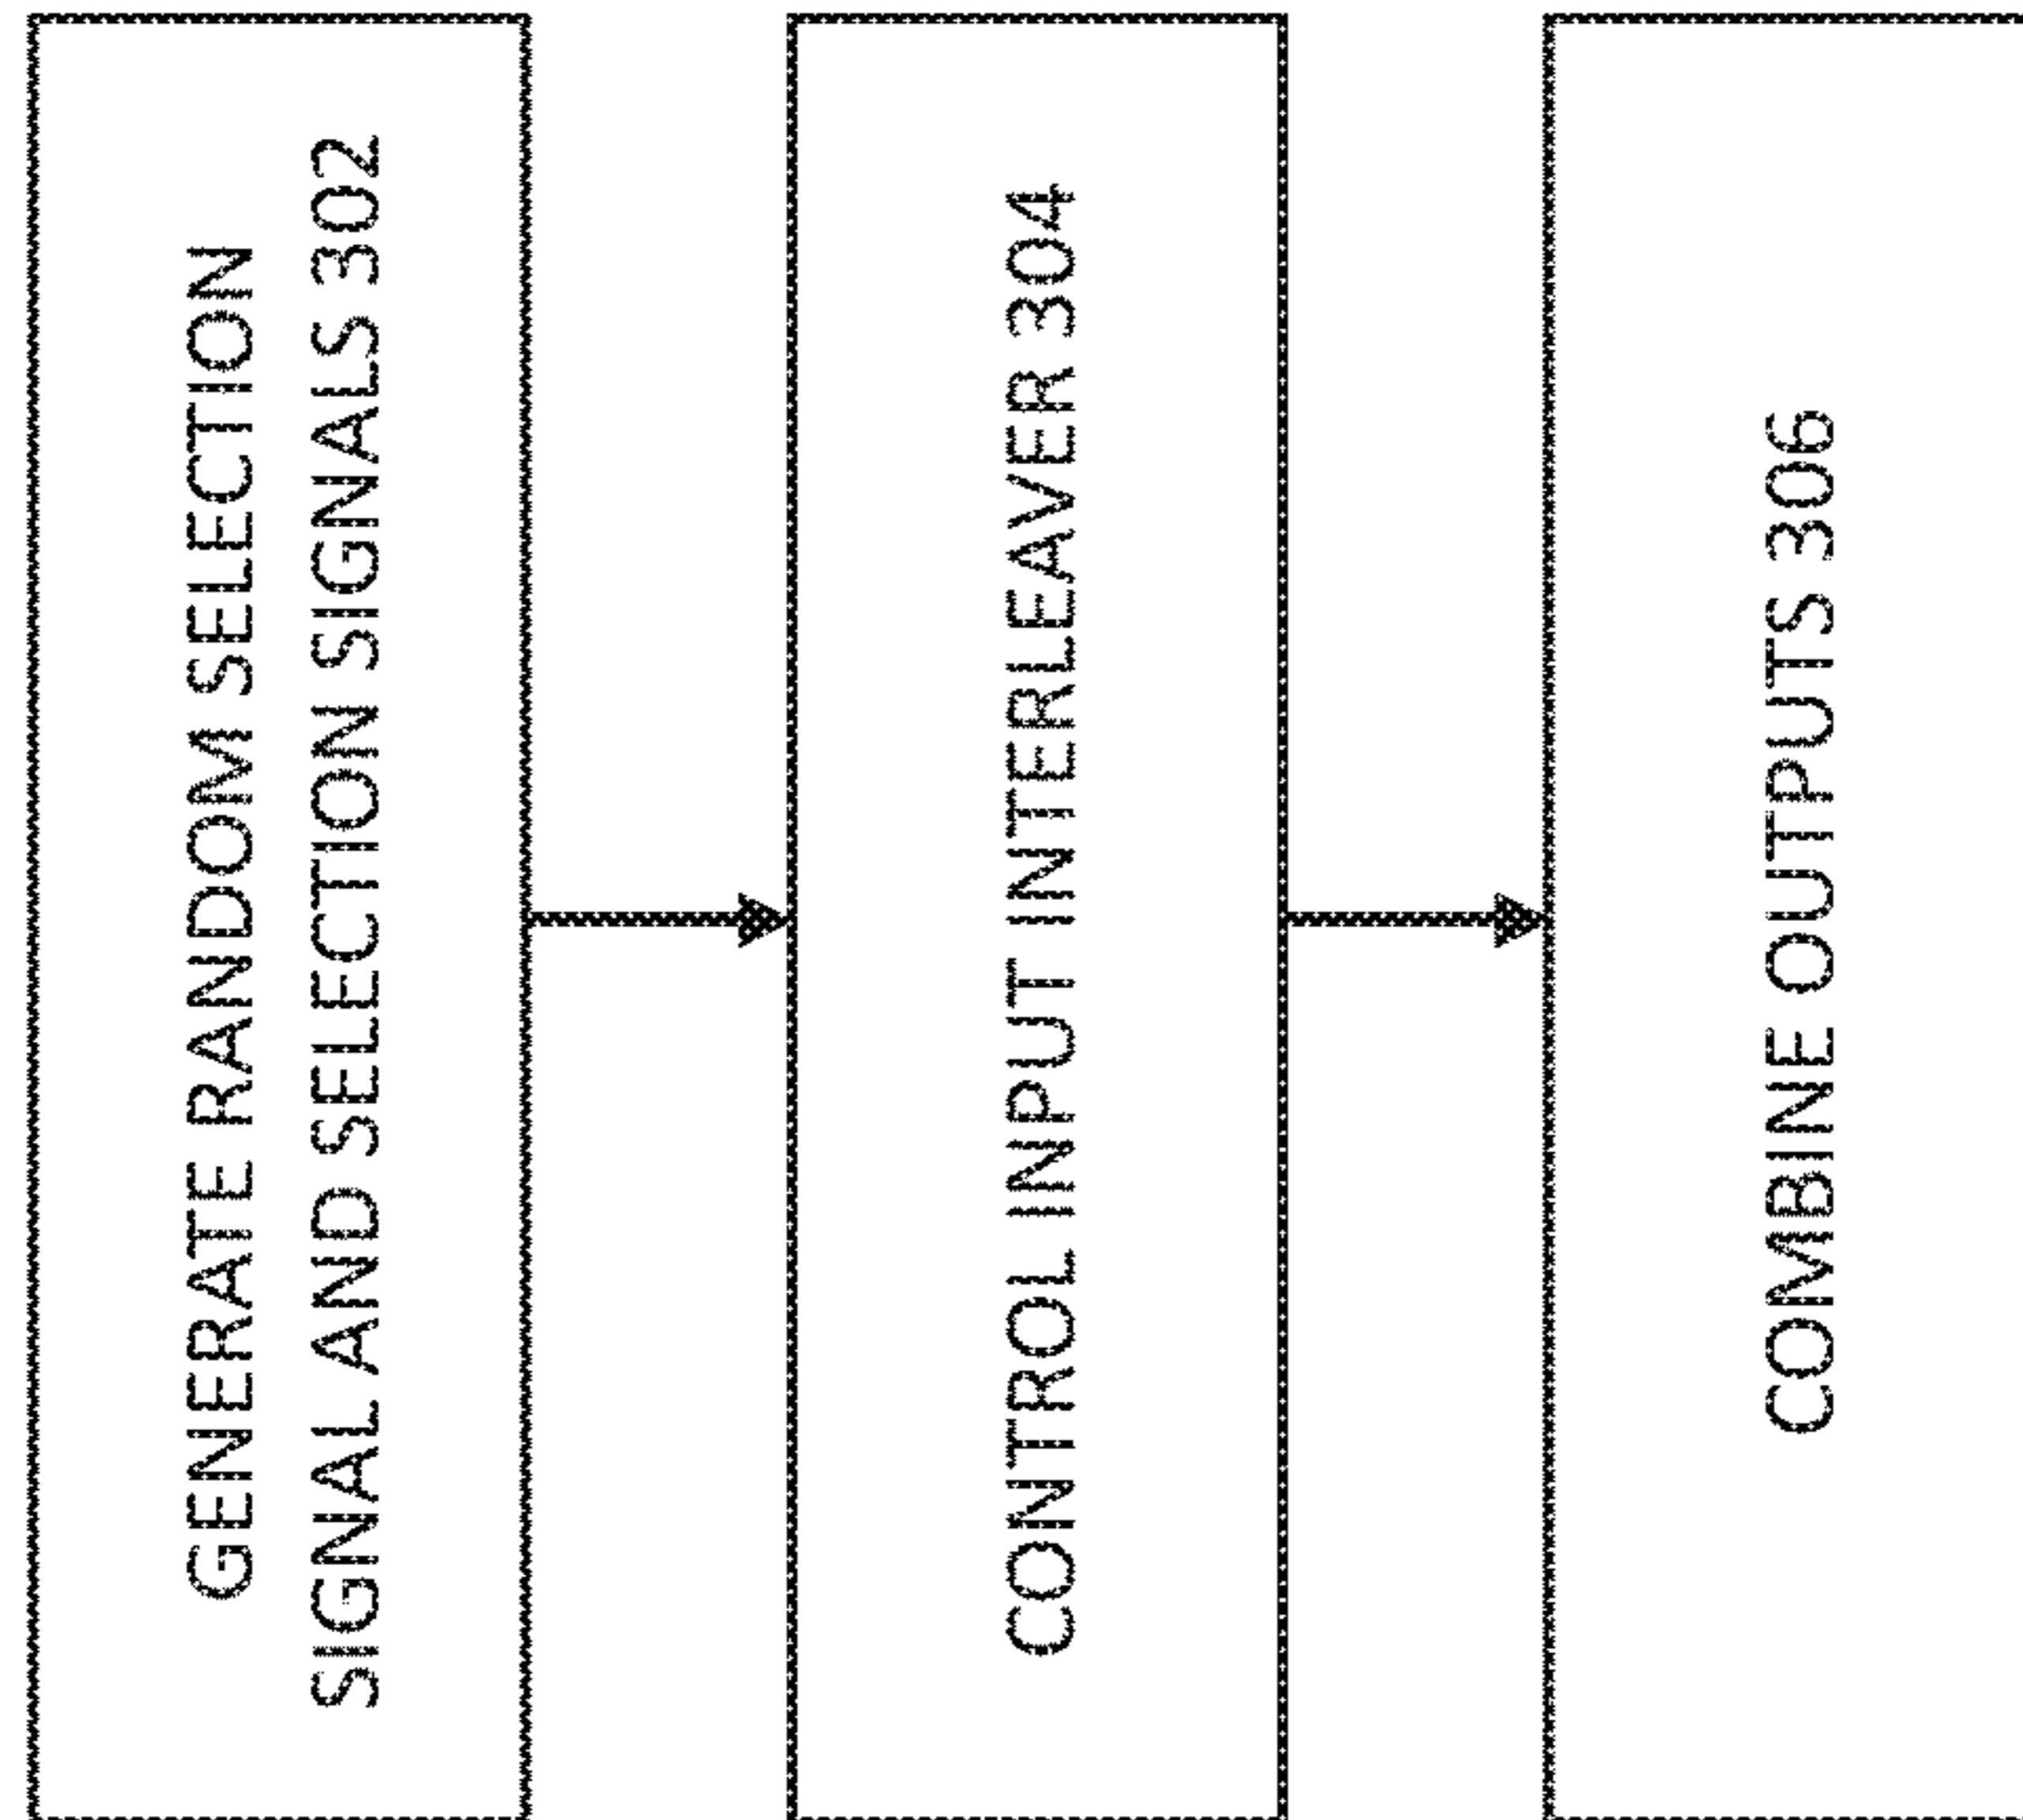 GENERATE RANDOM SELECTION
SIGNAL AND SELECTION SIGNALS 302
CONTROL INPUT INTERLEAVER 304
COMBINE OUTPUTS 306